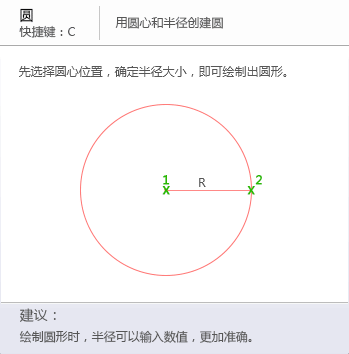 圆
快捷键：C
用圆心和半径创建圆
先选择圆心位置，确定半径大小，即可绘制出圆形。
1
2
R
建议：
绘制圆形时，半径可以输入数值，更加准确。